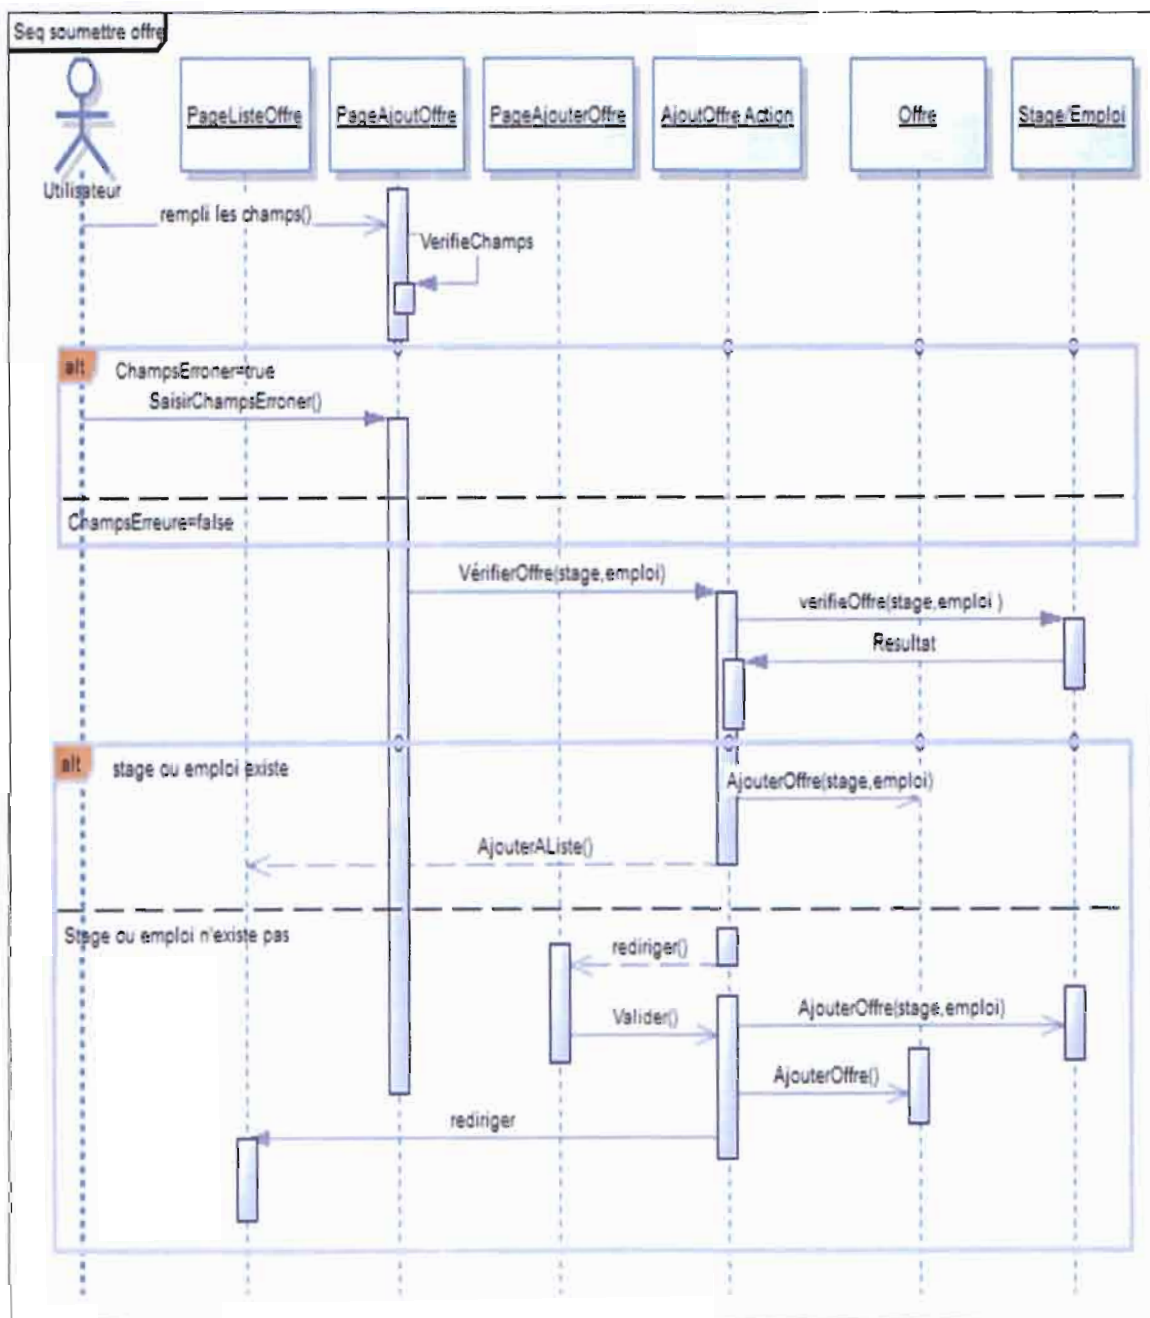 Seq soumettre offre
PageListeOffre
PageAjoutOffre
PageAjouterOffre
AjoutOffreAction
Offre
Stage/Emploi
Utilisateur
rempli les champs()
VerifieChamps
alt
ChampsErroner=true
SaisirChampsErroner()
ChampsErreure=false
VérifierOffre(stage,emploi)
verifieOffre(stage,emploi )
Resultat
alt
stage ou emploi existe
AjouterOffre(stage,emploi)
AjouterAListe()
Stage ou emploi n'existe pas
rediriger()
Valider()
AjouterOffre(stage,emploi)
AjouterOffre()
rediriger